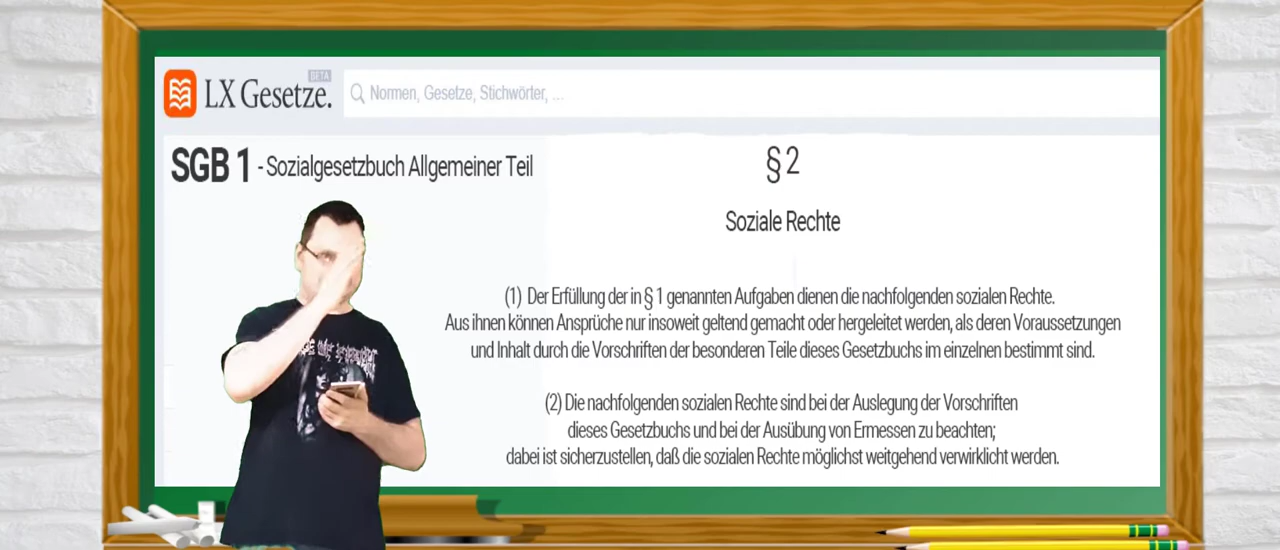 LX Gesetze.
BETA
Normen, Gesetze, Stichwörter, ...
SGB 1 - Sozialgesetzbuch Allgemeiner Teil
§ 2
Soziale Rechte
(1) Der Erfüllung der in § 1 genannten Aufgaben dienen die nachfolgenden sozialen Rechte.
Aus ihnen können Ansprüche nur insoweit geltend gemacht oder hergeleitet werden, als deren Voraussetzungen
und Inhalt durch die Vorschriften der besonderen Teile dieses Gesetzbuchs im einzelnen bestimmt sind.
(2) Die nachfolgenden sozialen Rechte sind bei der Auslegung der Vorschriften
dieses Gesetzbuchs und bei der Ausübung von Ermessen zu beachten;
dabei ist sicherzustellen, daß die sozialen Rechte möglichst weitgehend verwirklicht werden.